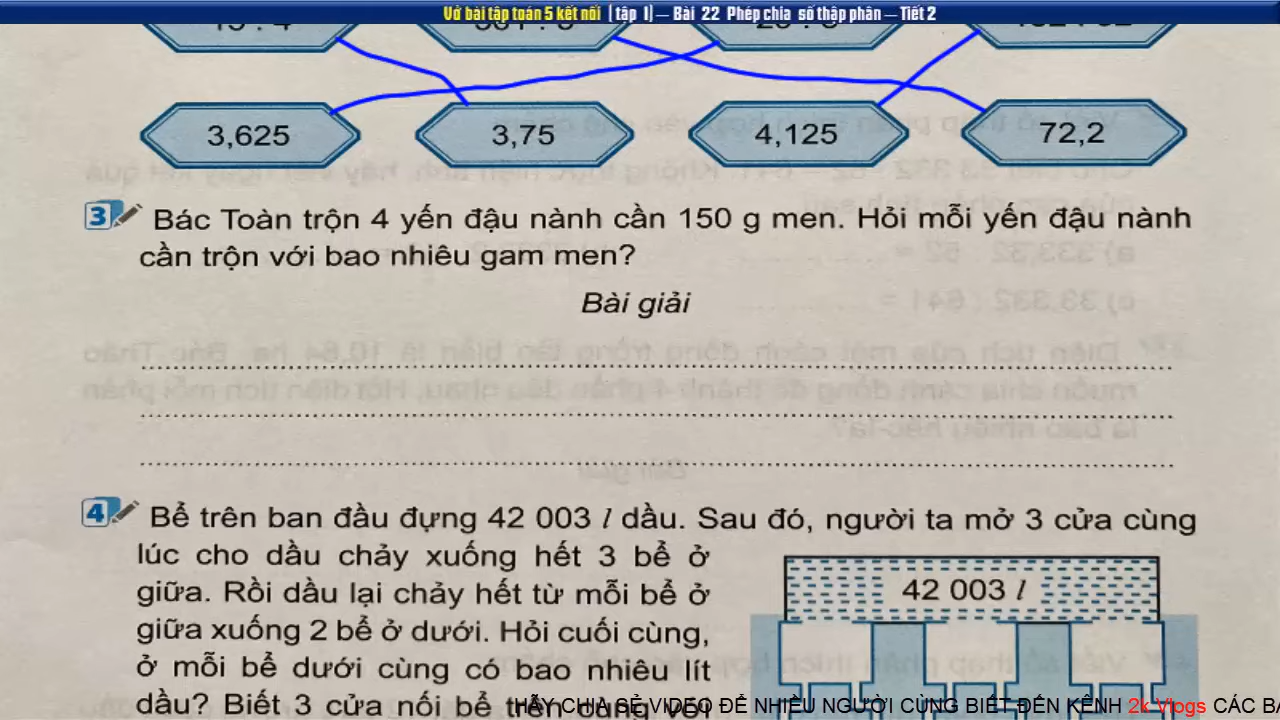 Vở bài tập toán 5 kết nối ( tập 1) — Bài 22 Phép chia số thập phân — Tiết 2
3,625 3,75 4,125 72,2
3 Bác Toàn trộn 4 yến đậu nành cần 150 g men. Hỏi mỗi yến đậu nành
cần trộn với bao nhiêu gam men?
Bài giải
4 Bể trên ban đầu đựng 42 003 l dầu. Sau đó, người ta mở 3 cửa cùng
lúc cho dầu chảy xuống hết 3 bể ở
giữa. Rồi dầu lại chảy hết từ mỗi bể ở
giữa xuống 2 bể ở dưới. Hỏi cuối cùng,
ở mỗi bể dưới cùng có bao nhiêu lít
dầu? Biết 3 cửa nối bể trên cùng với
42 003 l
HÃY CHIA SẺ VIDEO ĐỂ NHIỀU NGƯỜI CÙNG BIẾT ĐẾN KÊNH 2k Vlogs CÁC